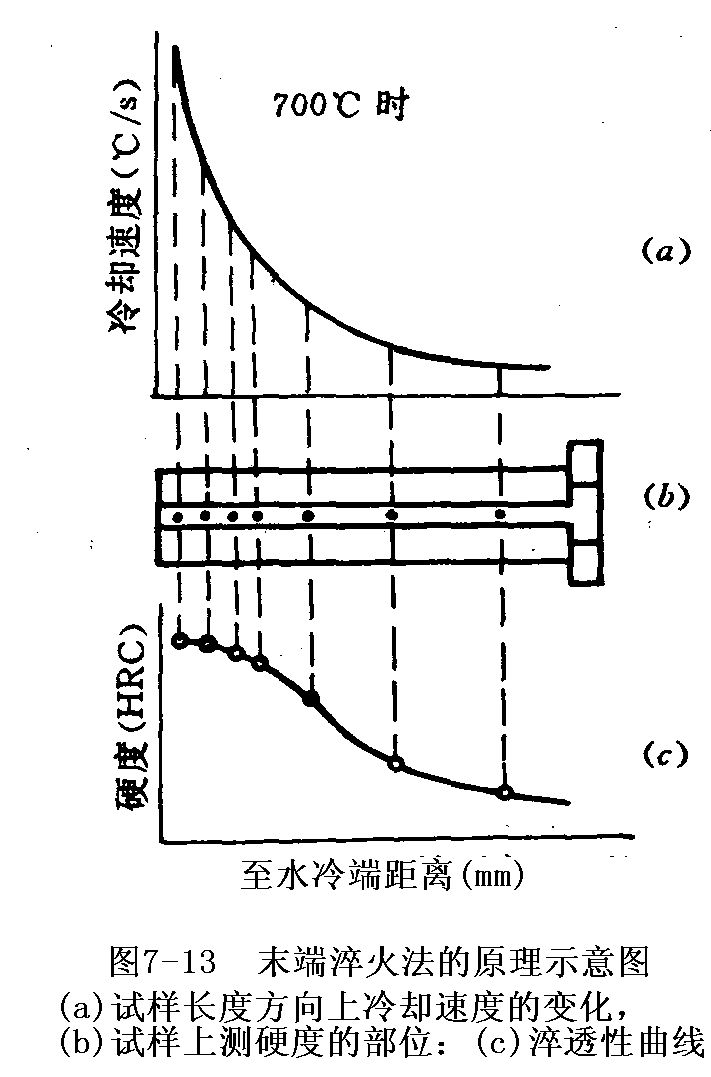 700℃时
冷却速度(℃/s)
(a)
(b)
硬度(HRC)
(c)
至水冷端距离(mm)
图7-13 末端淬火法的原理示意图
(a)试样长度方向上冷却速度的变化,
(b)试样上测硬度的部位: (c)淬透性曲线